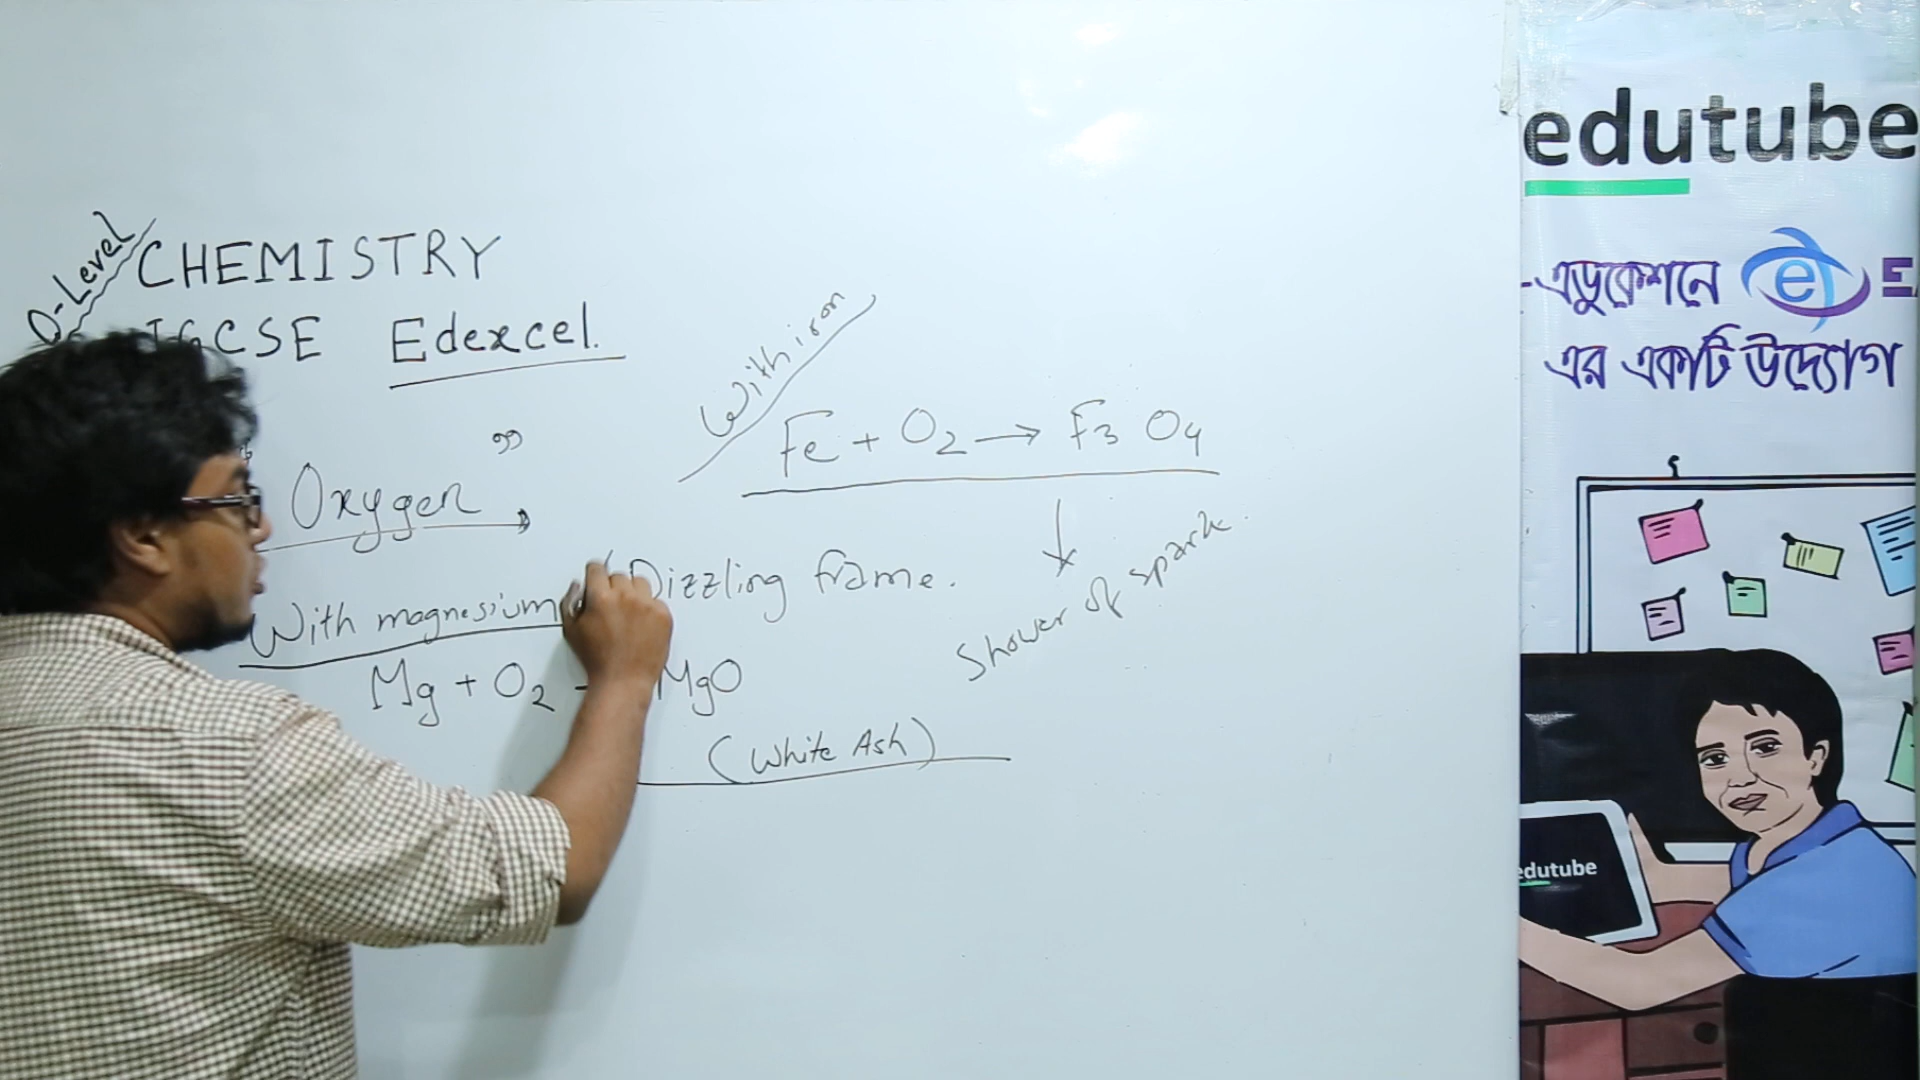 O-Level
CHEMISTRY
IGCSE Edexcel.
"
Oxygen
With magnesium
Dizzling frame.
Mg + O2 - MgO
(White Ash)
With iron
Fe + O2 → F3 O4
Shower of spark.
edutube
-এডুকেশনে e E
এর একটি উদ্যোগ
edutube